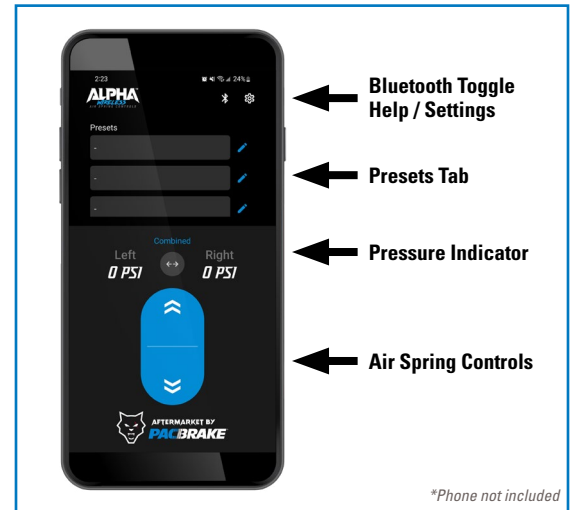 2:23
24%
ALPHA
WIRELESS
AIR SPRING CONTROLS
Bluetooth Toggle
Help / Settings
Presets
-
-
-
Presets Tab
Combined
Left
Right
0 PSI
0 PSI
Pressure Indicator
Air Spring Controls
AFTERMARKET BY
PACBRAKE
*Phone not included